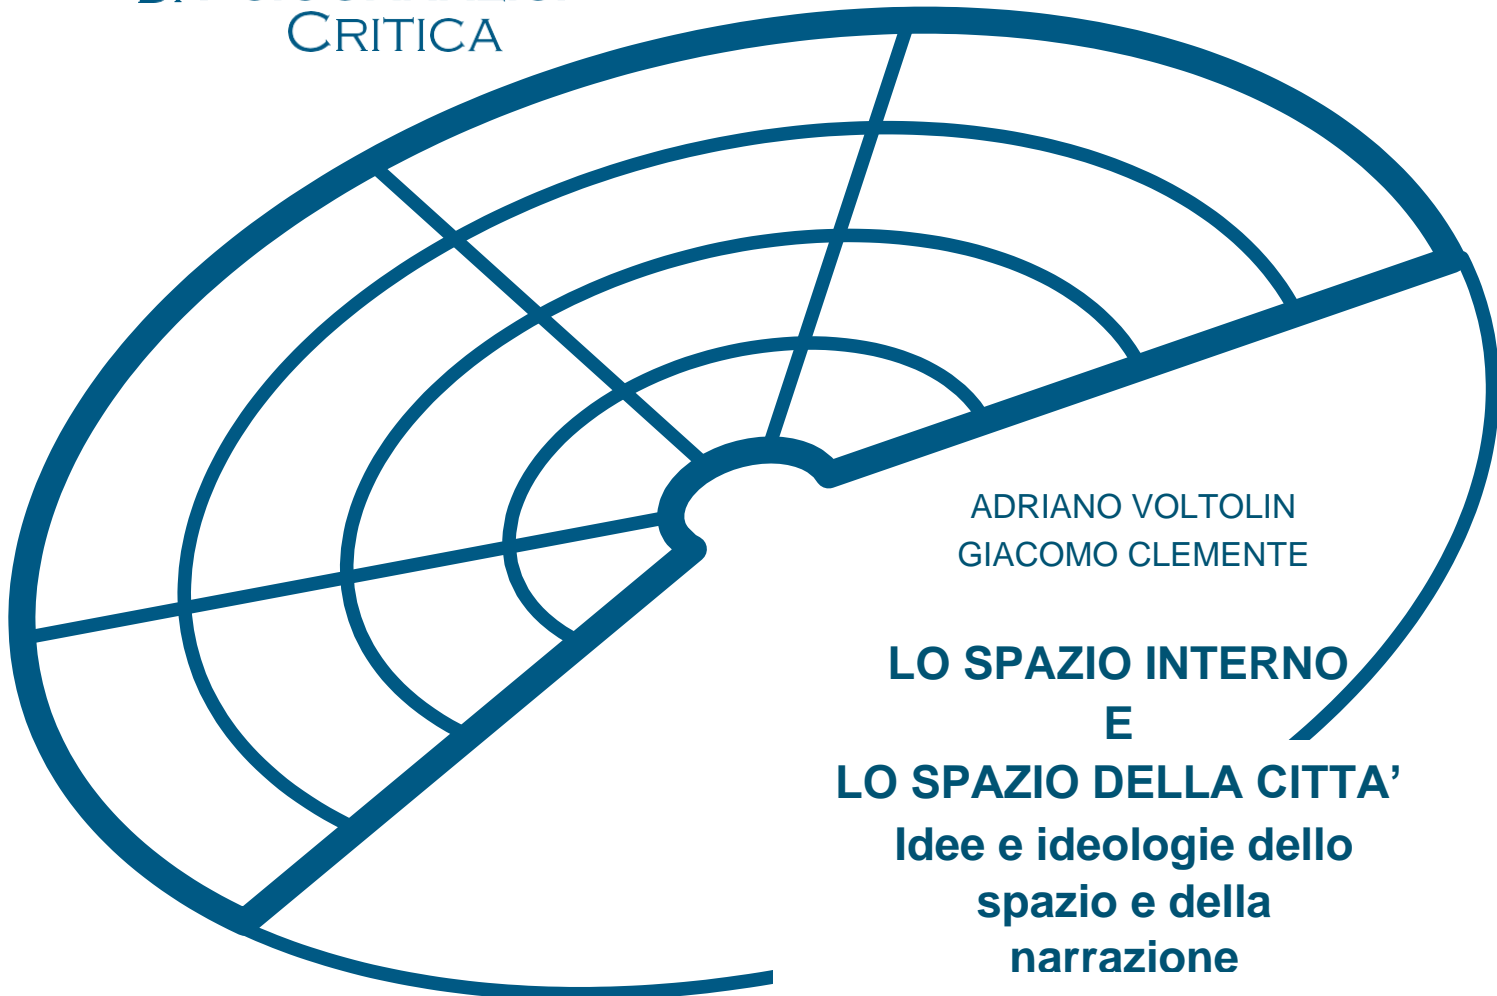 CRITICA
ADRIANO VOLTOLIN
GIACOMO CLEMENTE
LO SPAZIO INTERNO
E
LO SPAZIO DELLA CITTA’
Idee e ideologie dello
spazio e della
narrazione